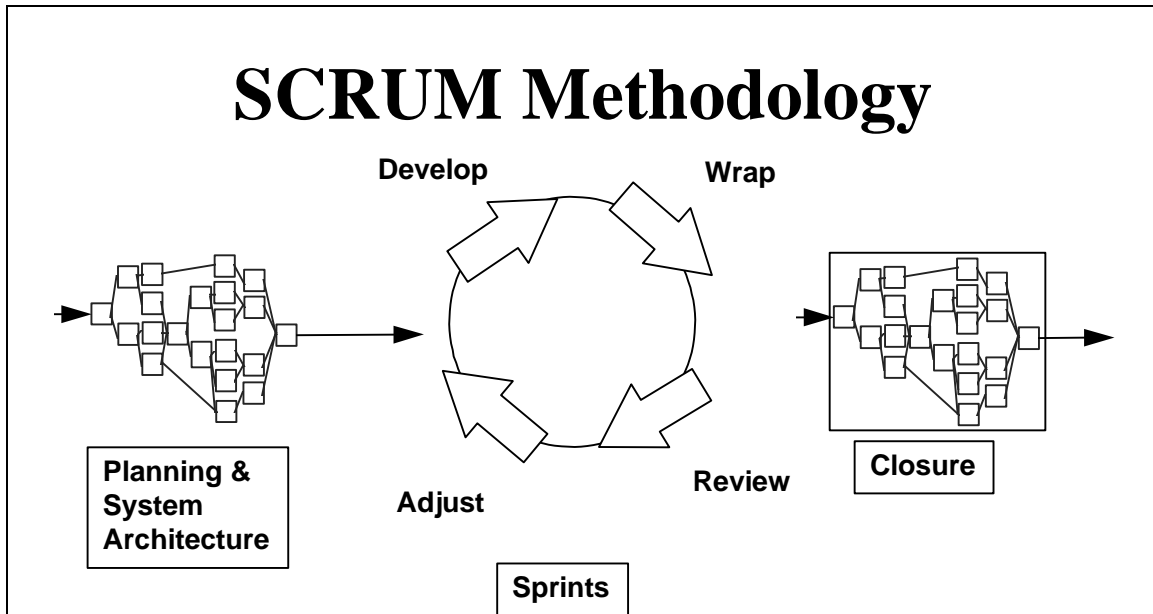 SCRUM Methodology
Develop
Wrap
Planning &
System
Architecture
Adjust
Review
Closure
Sprints